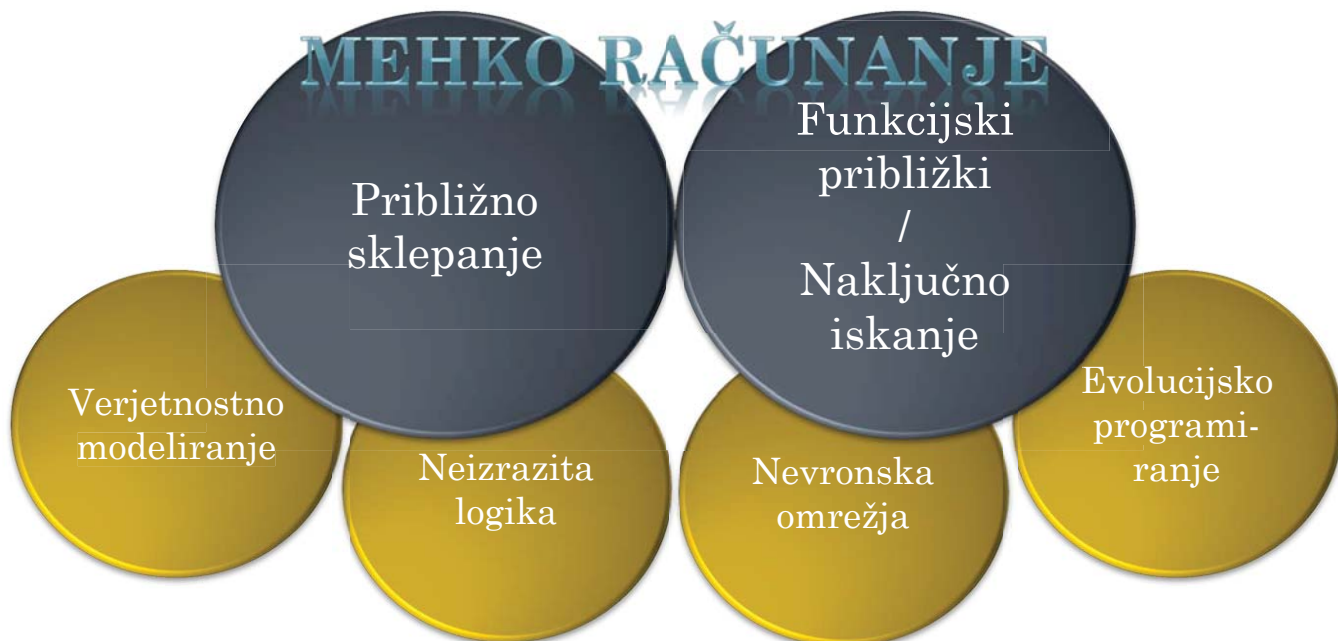 MEHKO RAČUNANJE
Približno
sklepanje
Funkcijski
približki
/
Naključno
iskanje
Verjetnostno
modeliranje
Neizrazita
logika
Nevronska
omrežja
Evolucijsko
programi-
ranje